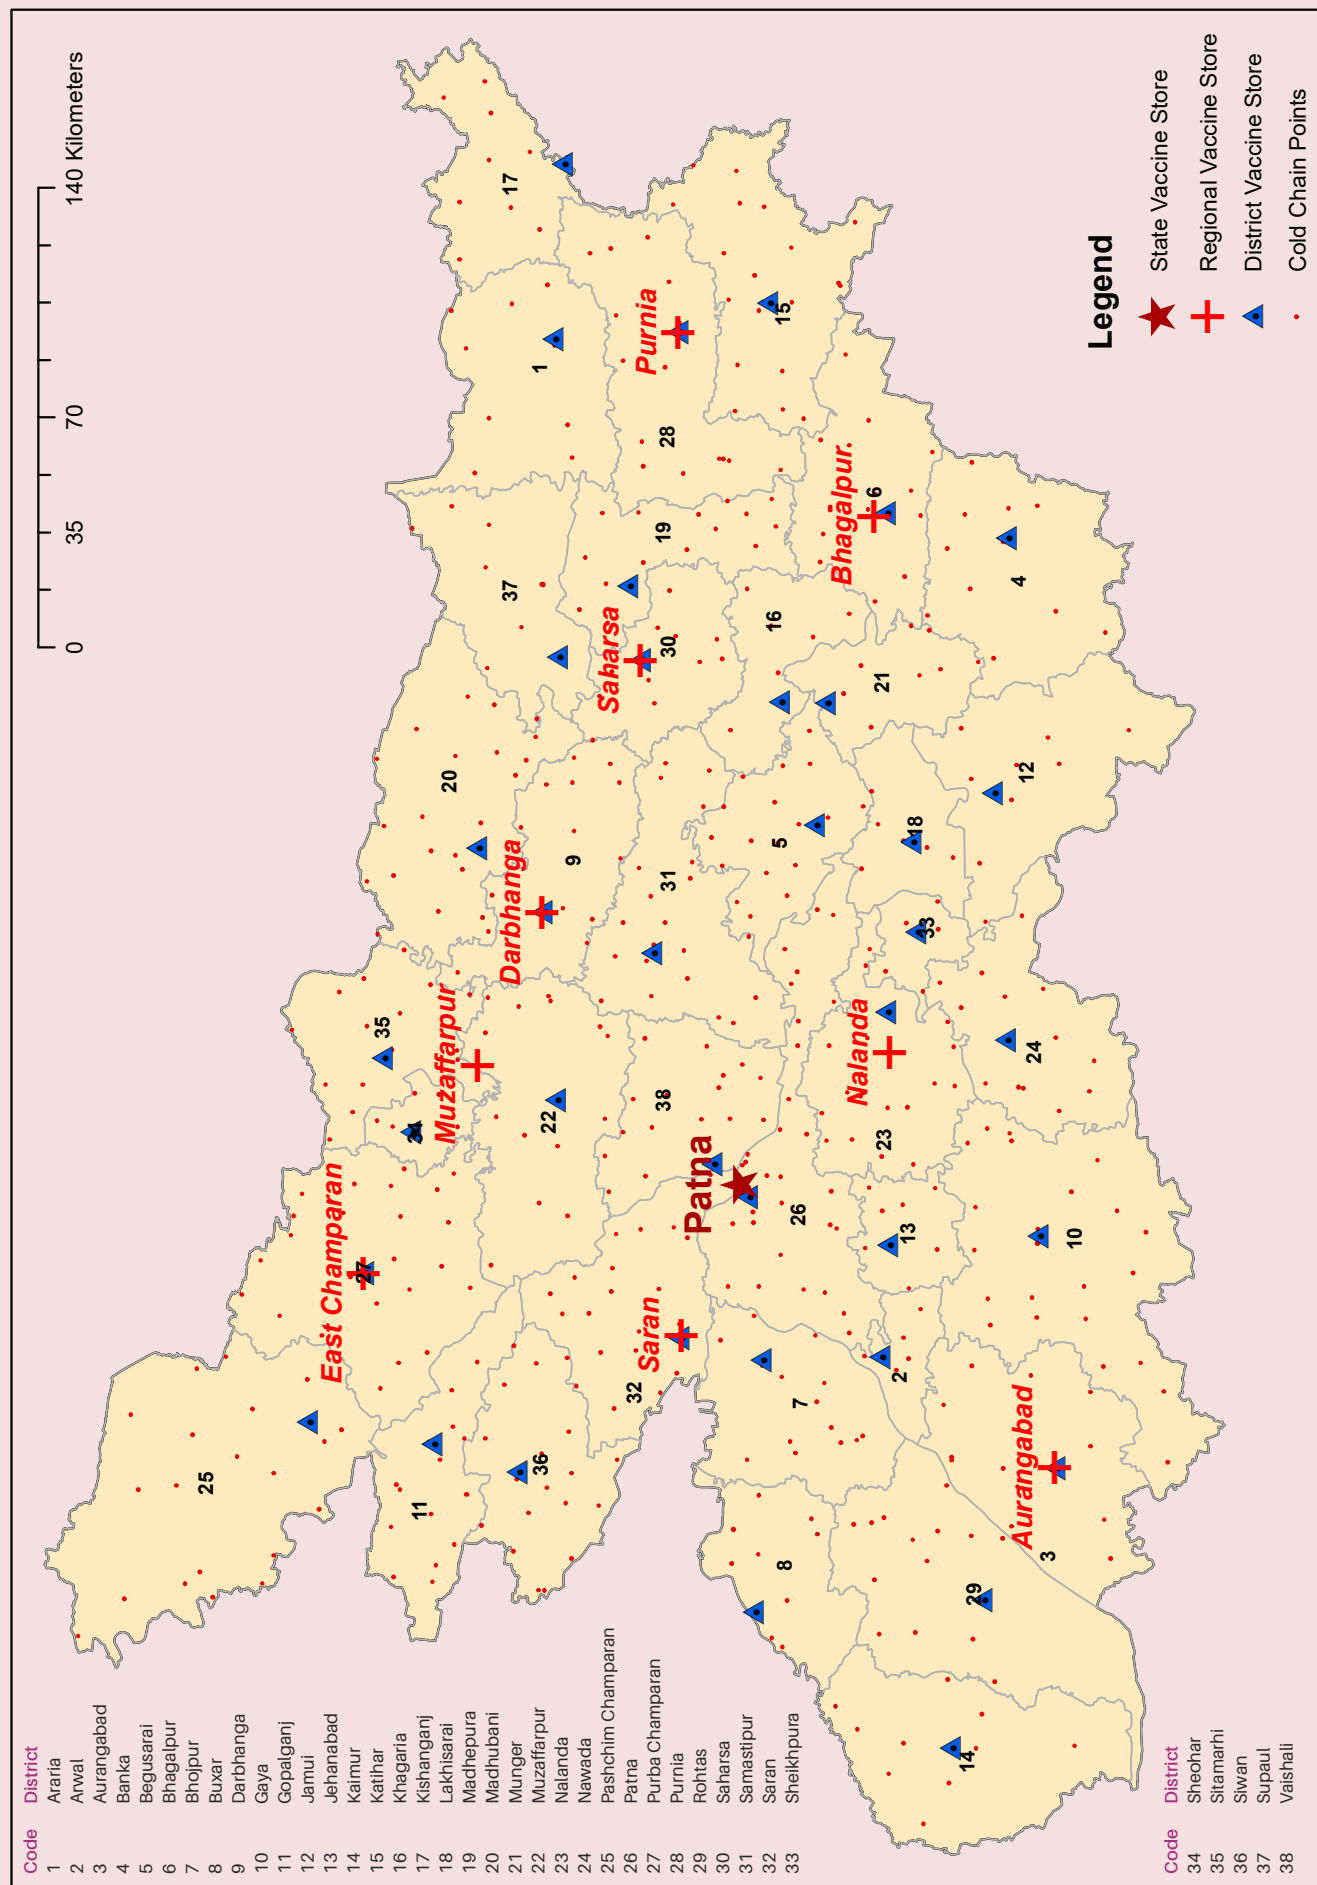 0 35 70 140 Kilometers
Code District
1 Araria
2 Arwal
3 Aurangabad
4 Banka
5 Begusarai
6 Bhagalpur
7 Bhojpur
8 Buxar
9 Darbhanga
10 Gaya
11 Gopalganj
12 Jamui
13 Jehanabad
14 Kaimur
15 Katihar
16 Khagaria
17 Kishanganj
18 Lakhisarai
19 Madhepura
20 Madhubani
21 Munger
22 Muzaffarpur
23 Nalanda
24 Nawada
25 Pashchim Champaran
26 Patna
27 Purba Champaran
28 Purnia
29 Rohtas
30 Saharsa
31 Samastipur
32 Saran
33 Sheikhpura
Code District
34 Sheohar
35 Sitamarhi
36 Siwan
37 Supaul
38 Vaishali
East Champaran
Muzaffarpur
Darbhanga
Saharsa
Purnia
Saran
Patna
Bhagalpur
Nalanda
Aurangabad
25
11
36
27
34
35
20
37
1
17
22
9
19
28
32
38
31
30
15
7
8
26
5
16
6
2
13
23
33
18
21
4
14
29
3
10
24
12
Legend
State Vaccine Store
Regional Vaccine Store
District Vaccine Store
Cold Chain Points